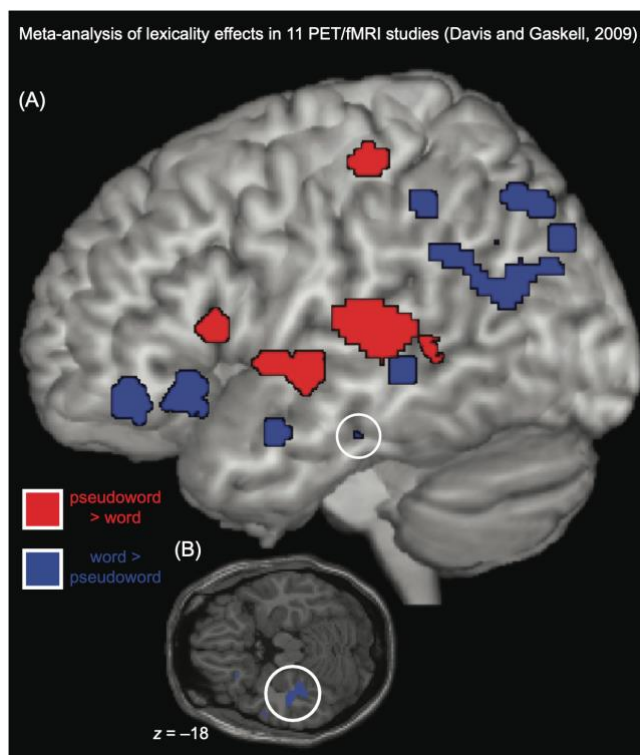 Meta-analysis of lexicality effects in 11 PET/fMRI studies (Davis and Gaskell, 2009)
(A)
pseudoword
> word
word >
pseudoword
(B)
z = –18